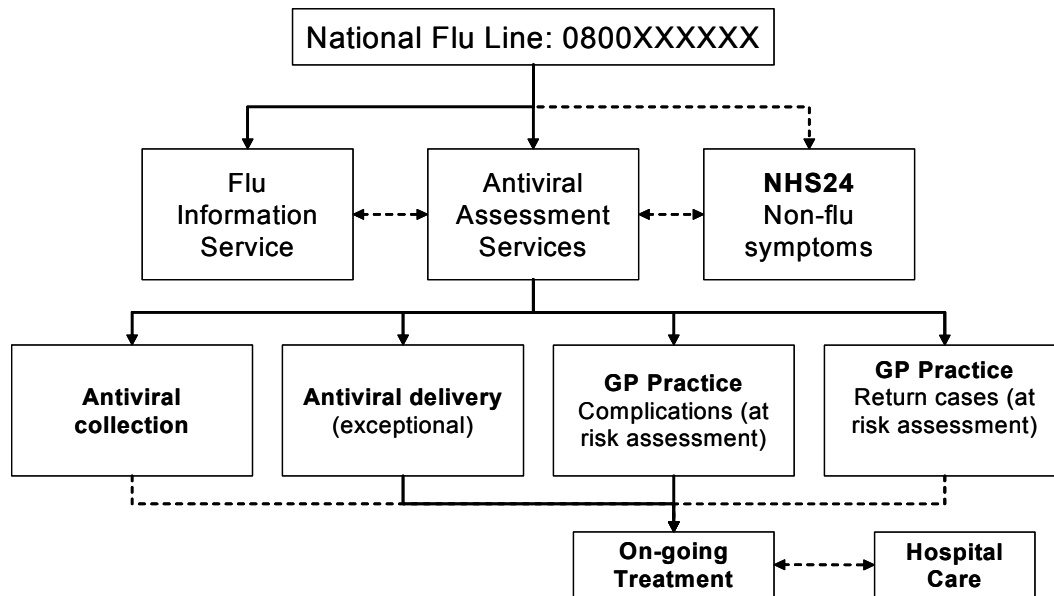 National Flu Line: 0800XXXXXX
Flu
Information
Service
Antiviral
Assessment
Services
NHS24
Non-flu
symptoms
Antiviral
collection
Antiviral delivery
(exceptional)
GP Practice
Complications (at
risk assessment)
GP Practice
Return cases (at
risk assessment)
On-going
Treatment
Hospital
Care